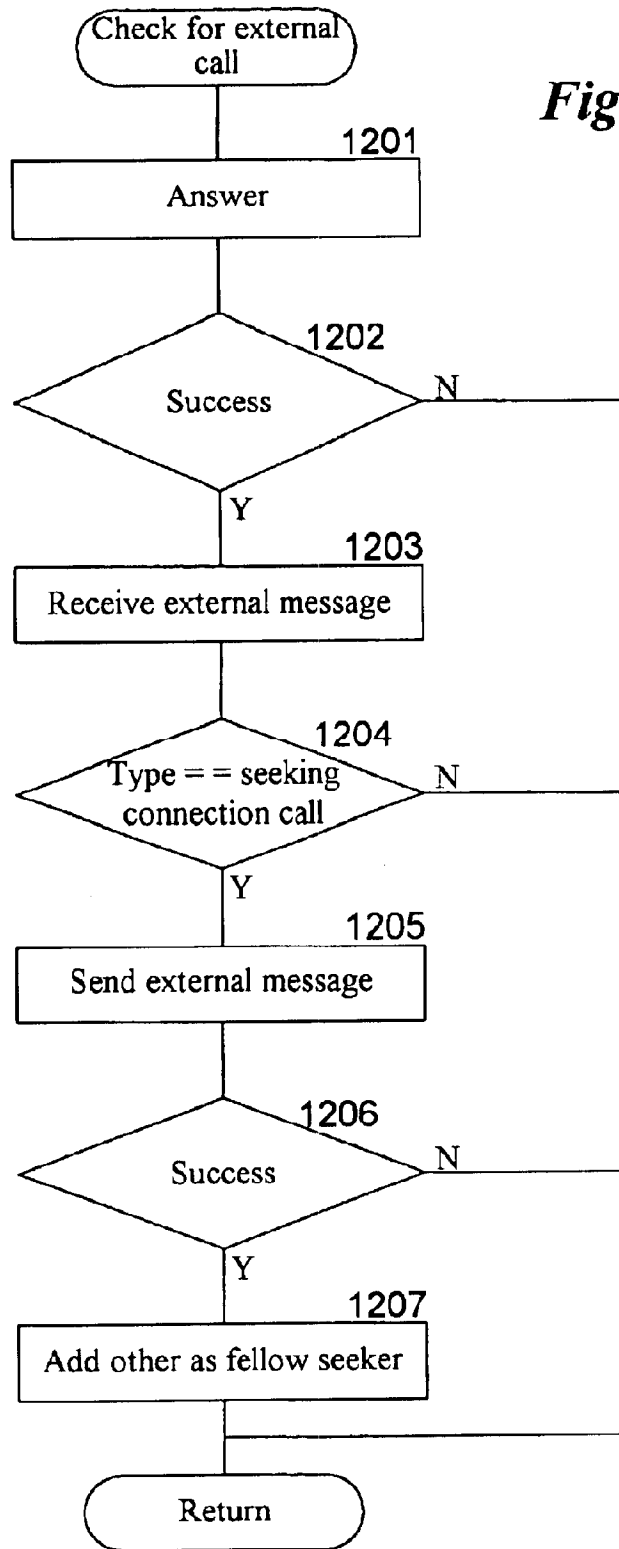 Check for external
call
Fig
1201
Answer
1202
Success
N
Y
1203
Receive external message
1204
Type = = seeking
connection call
N
Y
1205
Send external message
1206
Success
N
Y
1207
Add other as fellow seeker
Return